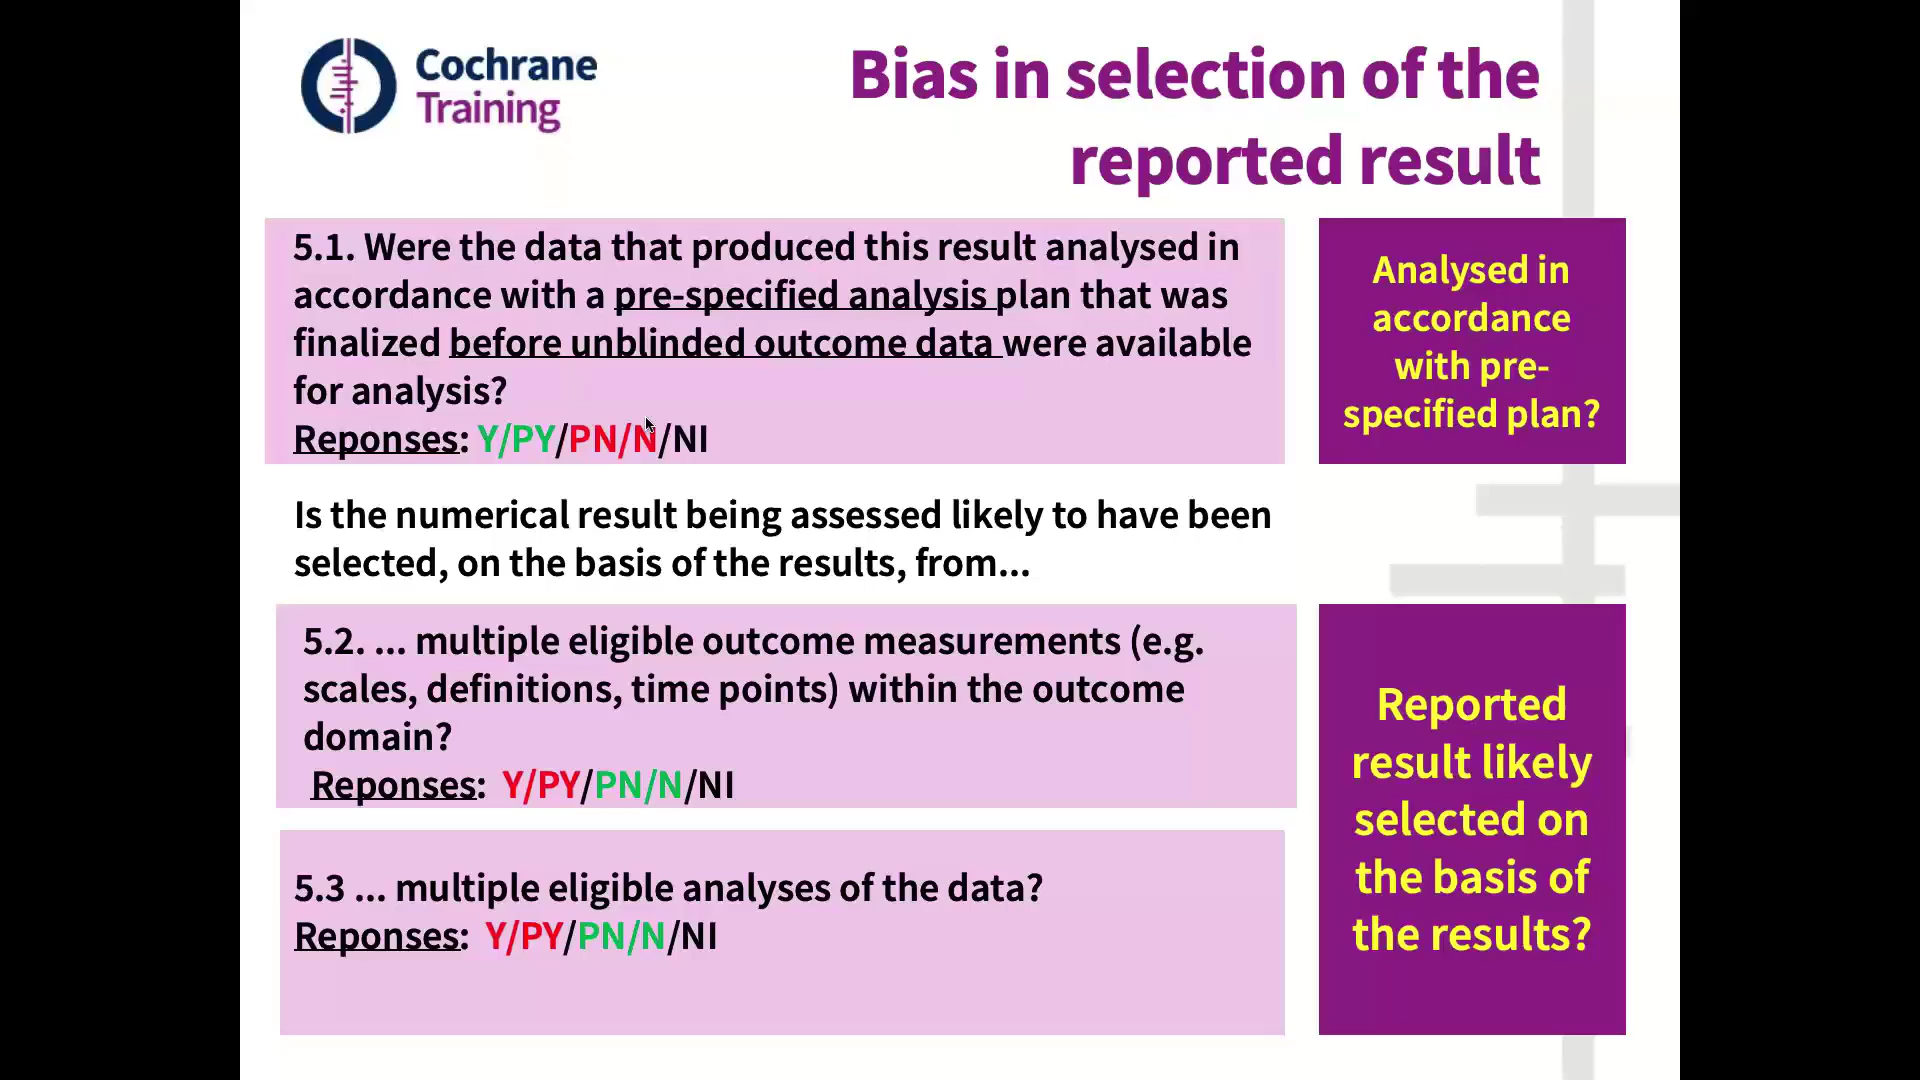 Cochrane
Training
Bias in selection of the
reported result
5.1. Were the data that produced this result analysed in
accordance with a pre-specified analysis plan that was
finalized before unblinded outcome data were available
for analysis?
Reponses: Y/PY/PN/N/NI
Analysed in
accordance
with pre-
specified plan?
Is the numerical result being assessed likely to have been
selected, on the basis of the results, from...
5.2. ... multiple eligible outcome measurements (e.g.
scales, definitions, time points) within the outcome
domain?
Reponses: Y/PY/PN/N/NI
5.3 ... multiple eligible analyses of the data?
Reponses: Y/PY/PN/N/NI
Reported
result likely
selected on
the basis of
the results?